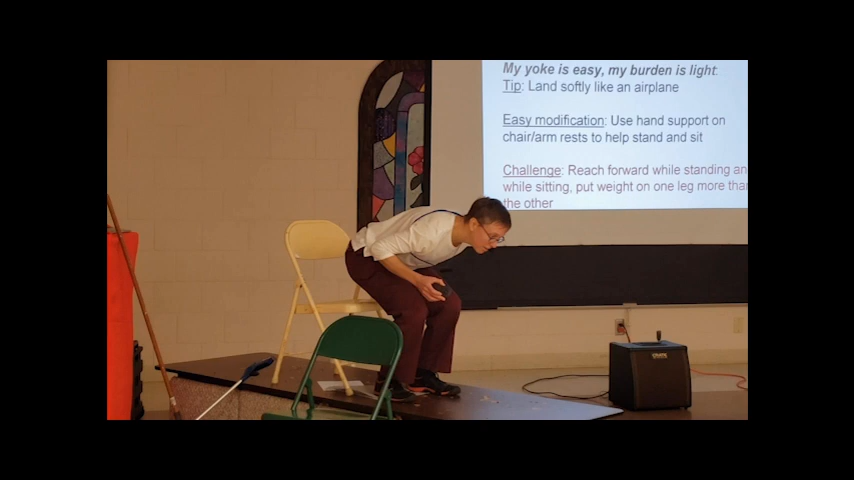 My yoke is easy, my burden is light.
Tip: Land softly like an airplane
Easy modification: Use hand support on
chair/arm rests to help stand and sit
Challenge: Reach forward while standing an
while sitting, put weight on one leg more than
the other